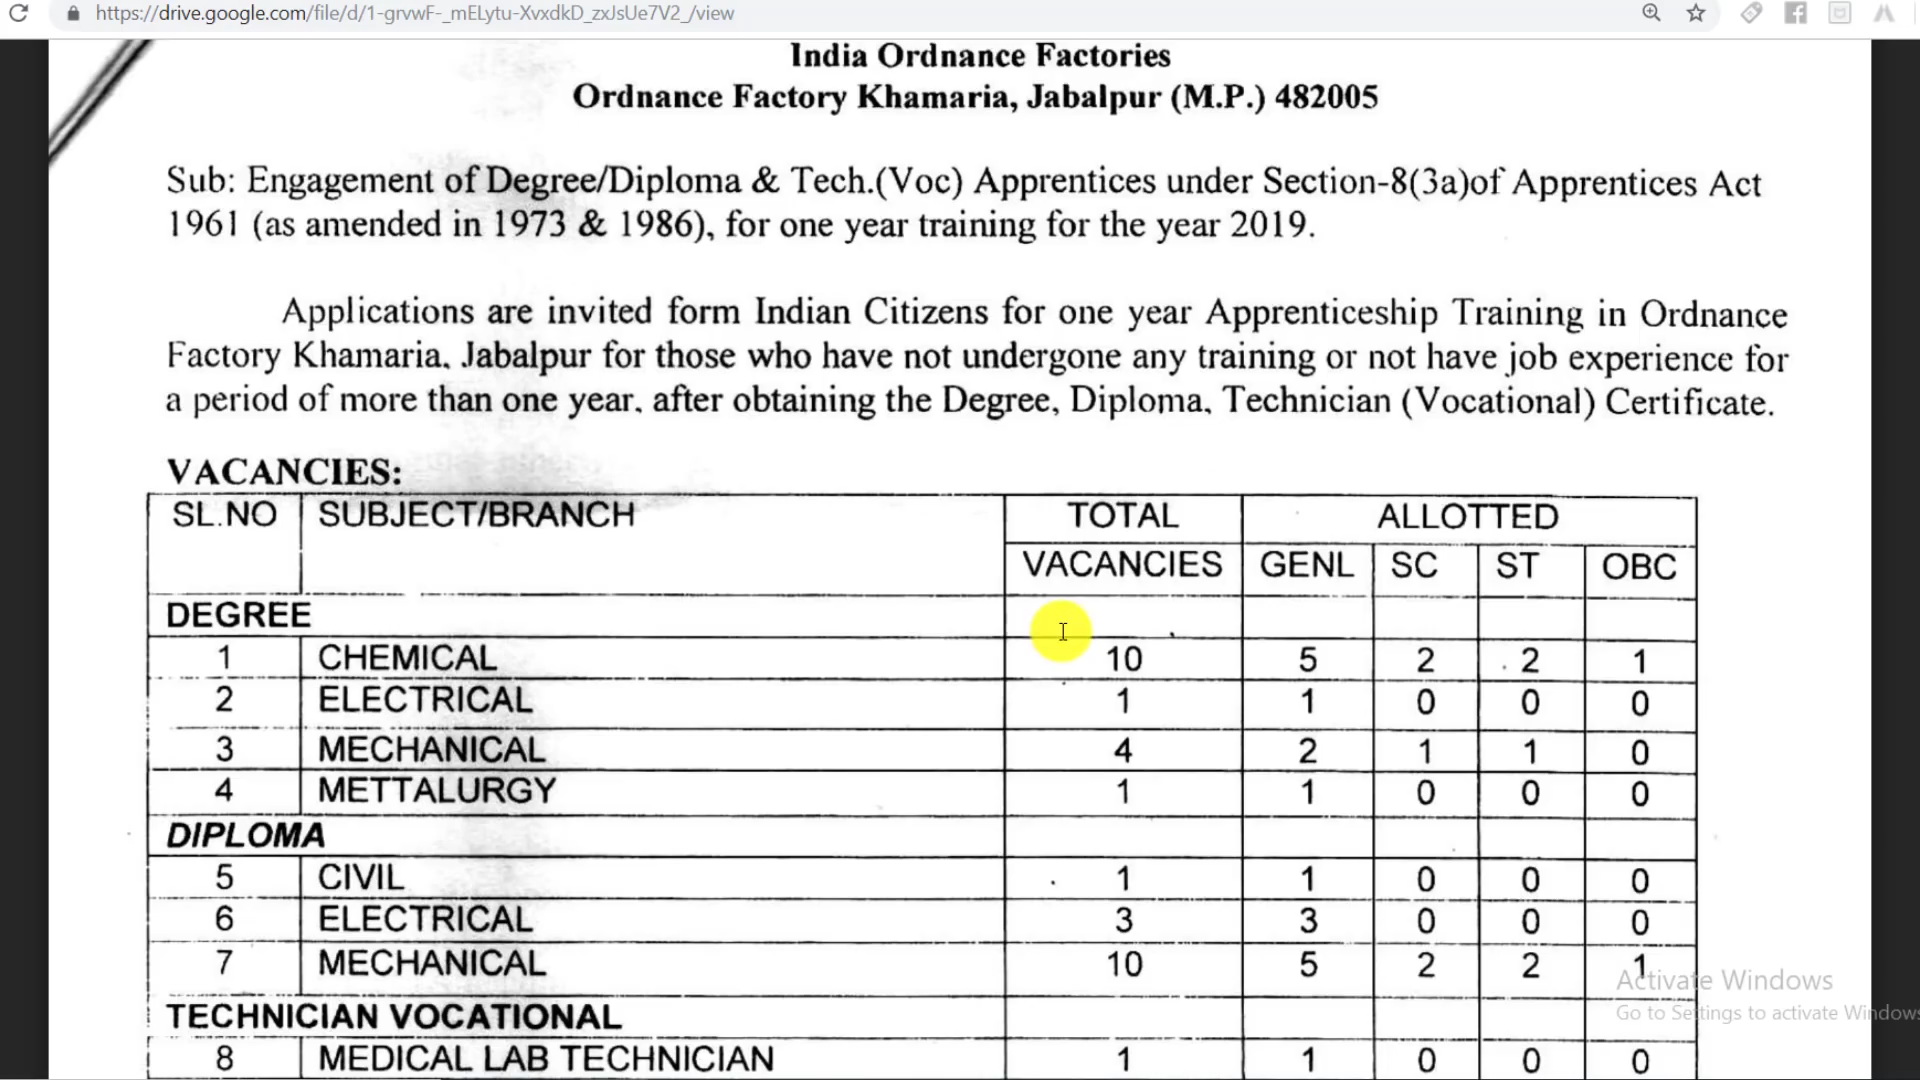 https://drive.google.com/file/d/1-grvwF-_mELytu-XvxdkD_zxJsUe7V2_/view
India Ordnance Factories
Ordnance Factory Khamaria, Jabalpur (M.P.) 482005
Sub: Engagement of Degree/Diploma & Tech.(Voc) Apprentices under Section-8(3a)of Apprentices Act
1961 (as amended in 1973 & 1986), for one year training for the year 2019.
Applications are invited form Indian Citizens for one year Apprenticeship Training in Ordnance
Factory Khamaria, Jabalpur for those who have not undergone any training or not have job experience for
a period of more than one year, after obtaining the Degree, Diploma, Technician (Vocational) Certificate.
VACANCIES:
SL.NO SUBJECT/BRANCH TOTAL ALLOTTED
VACANCIES GENL SC ST OBC
DEGREE
1 CHEMICAL 10 5 2 2 1
2 ELECTRICAL 1 1 0 0 0
3 MECHANICAL 4 2 1 1 0
4 METTALURGY 1 1 0 0 0
DIPLOMA
5 CIVIL 1 1 0 0 0
6 ELECTRICAL 3 3 0 0 0
7 MECHANICAL 10 5 2 2 1
Activate Windows
Go to Settings to activate Windows
TECHNICIAN VOCATIONAL
8 MEDICAL LAB TECHNICIAN 1 1 0 0 0